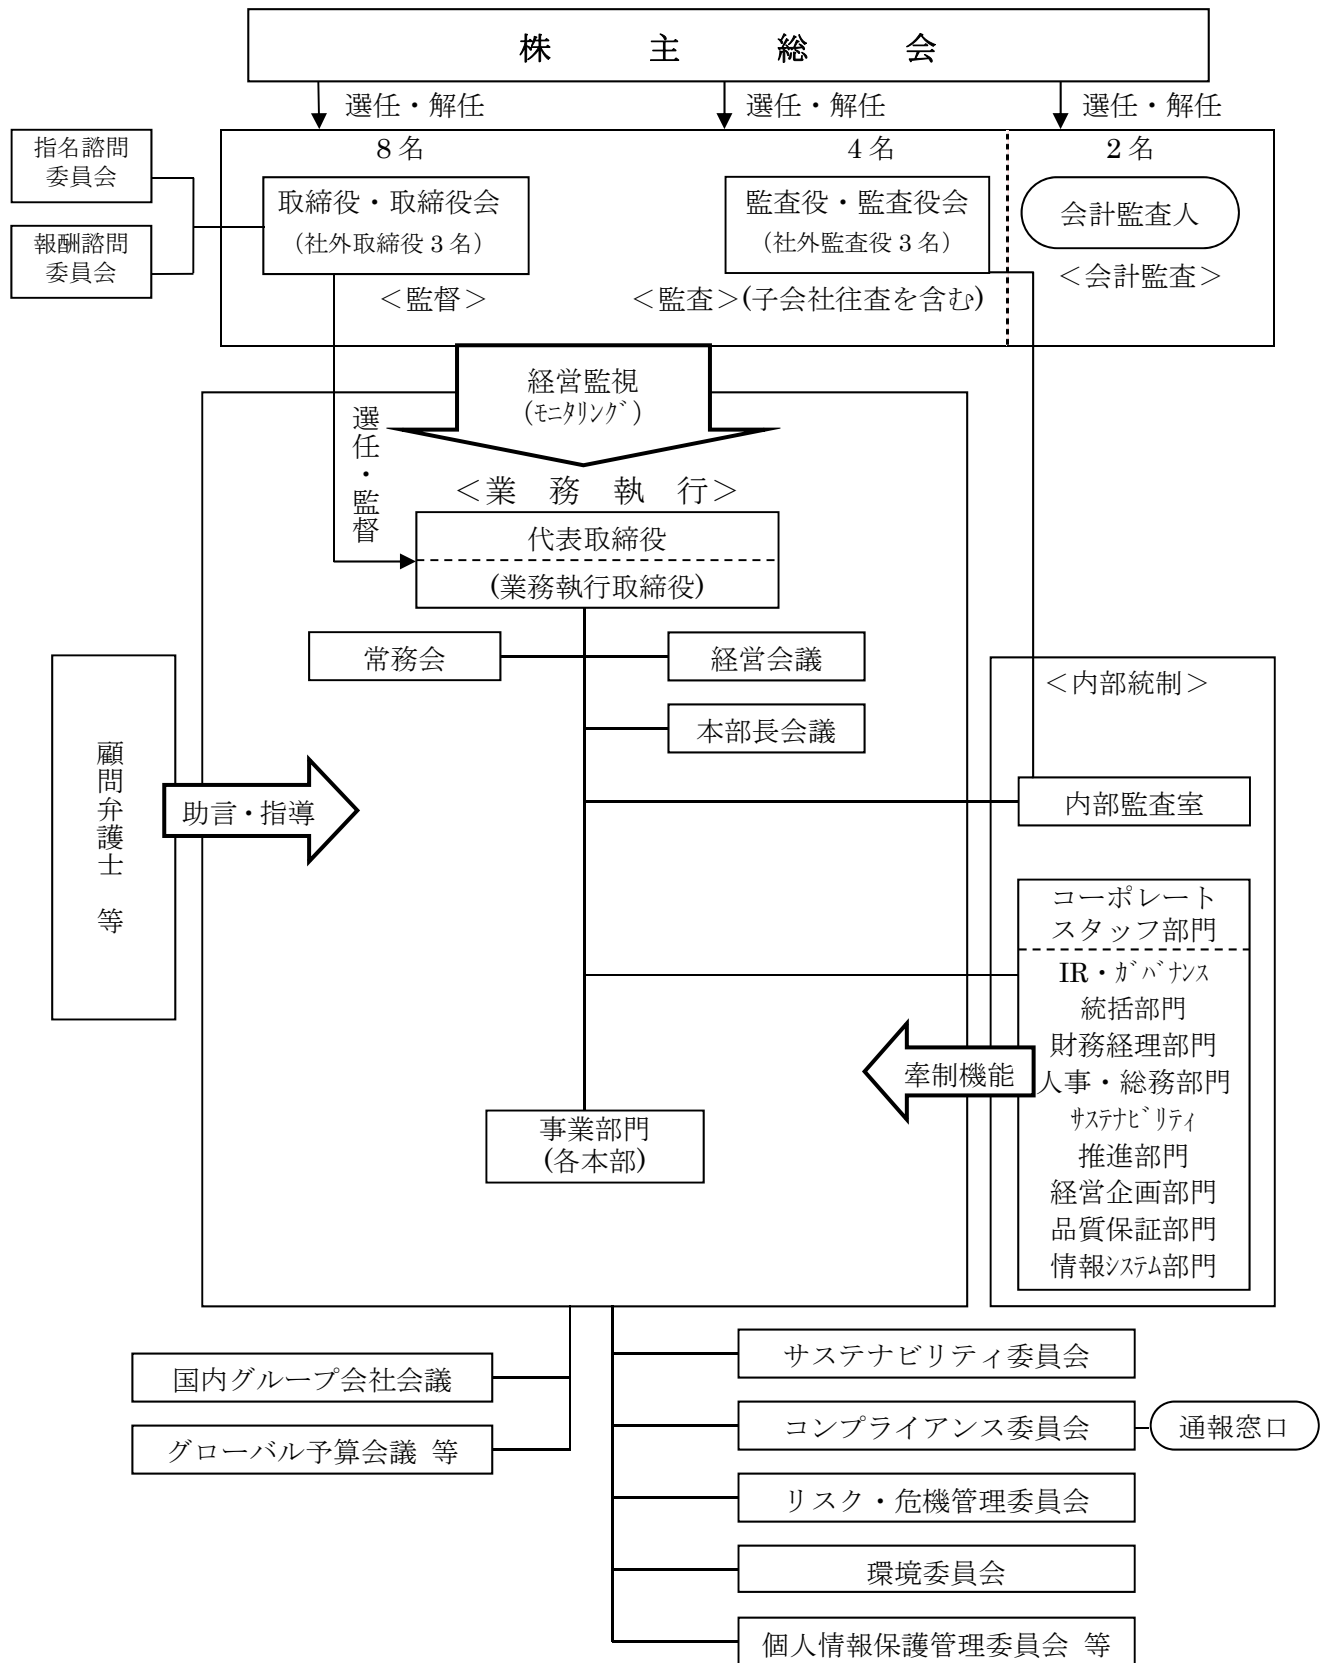 株主総会
選任・解任
選任・解任
選任・解任
指名諮問
委員会
報酬諮問
委員会
8名
取締役・取締役会
(社外取締役3名)
<監督>
4名
監査役・監査役会
(社外監査役3名)
<監査>(子会社往査を含む)
2名
会計監査人
<会計監査>
経営監視
(ﾓﾆﾀﾘﾝｸﾞ)
選任・監督
<業務執行>
代表取締役
(業務執行取締役)
常務会
経営会議
本部長会議
顧問弁護士 等
助言・指導
<内部統制>
内部監査室
コーポレート
スタッフ部門
IR・ｶﾞﾊﾞﾅﾝｽ
統括部門
財務経理部門
人事・総務部門
ｻｽﾃﾅﾋﾞﾘﾃｨ
推進部門
経営企画部門
品質保証部門
情報ｼｽﾃﾑ部門
牽制機能
事業部門
(各本部)
国内グループ会社会議
グローバル予算会議 等
サステナビリティ委員会
コンプライアンス委員会
通報窓口
リスク・危機管理委員会
環境委員会
個人情報保護管理委員会 等